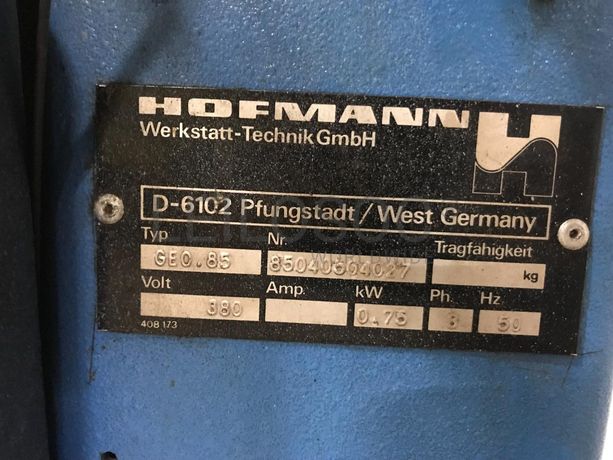 HOFMANN
Werkstatt-Technik GmbH
D-6102 Pfungstadt/West Germany
Typ Nr. Tragfähigkeit
GEO.85 85040604027 kg
Volt Amp. kW Ph. Hz
380 0.75 3 50
408 173